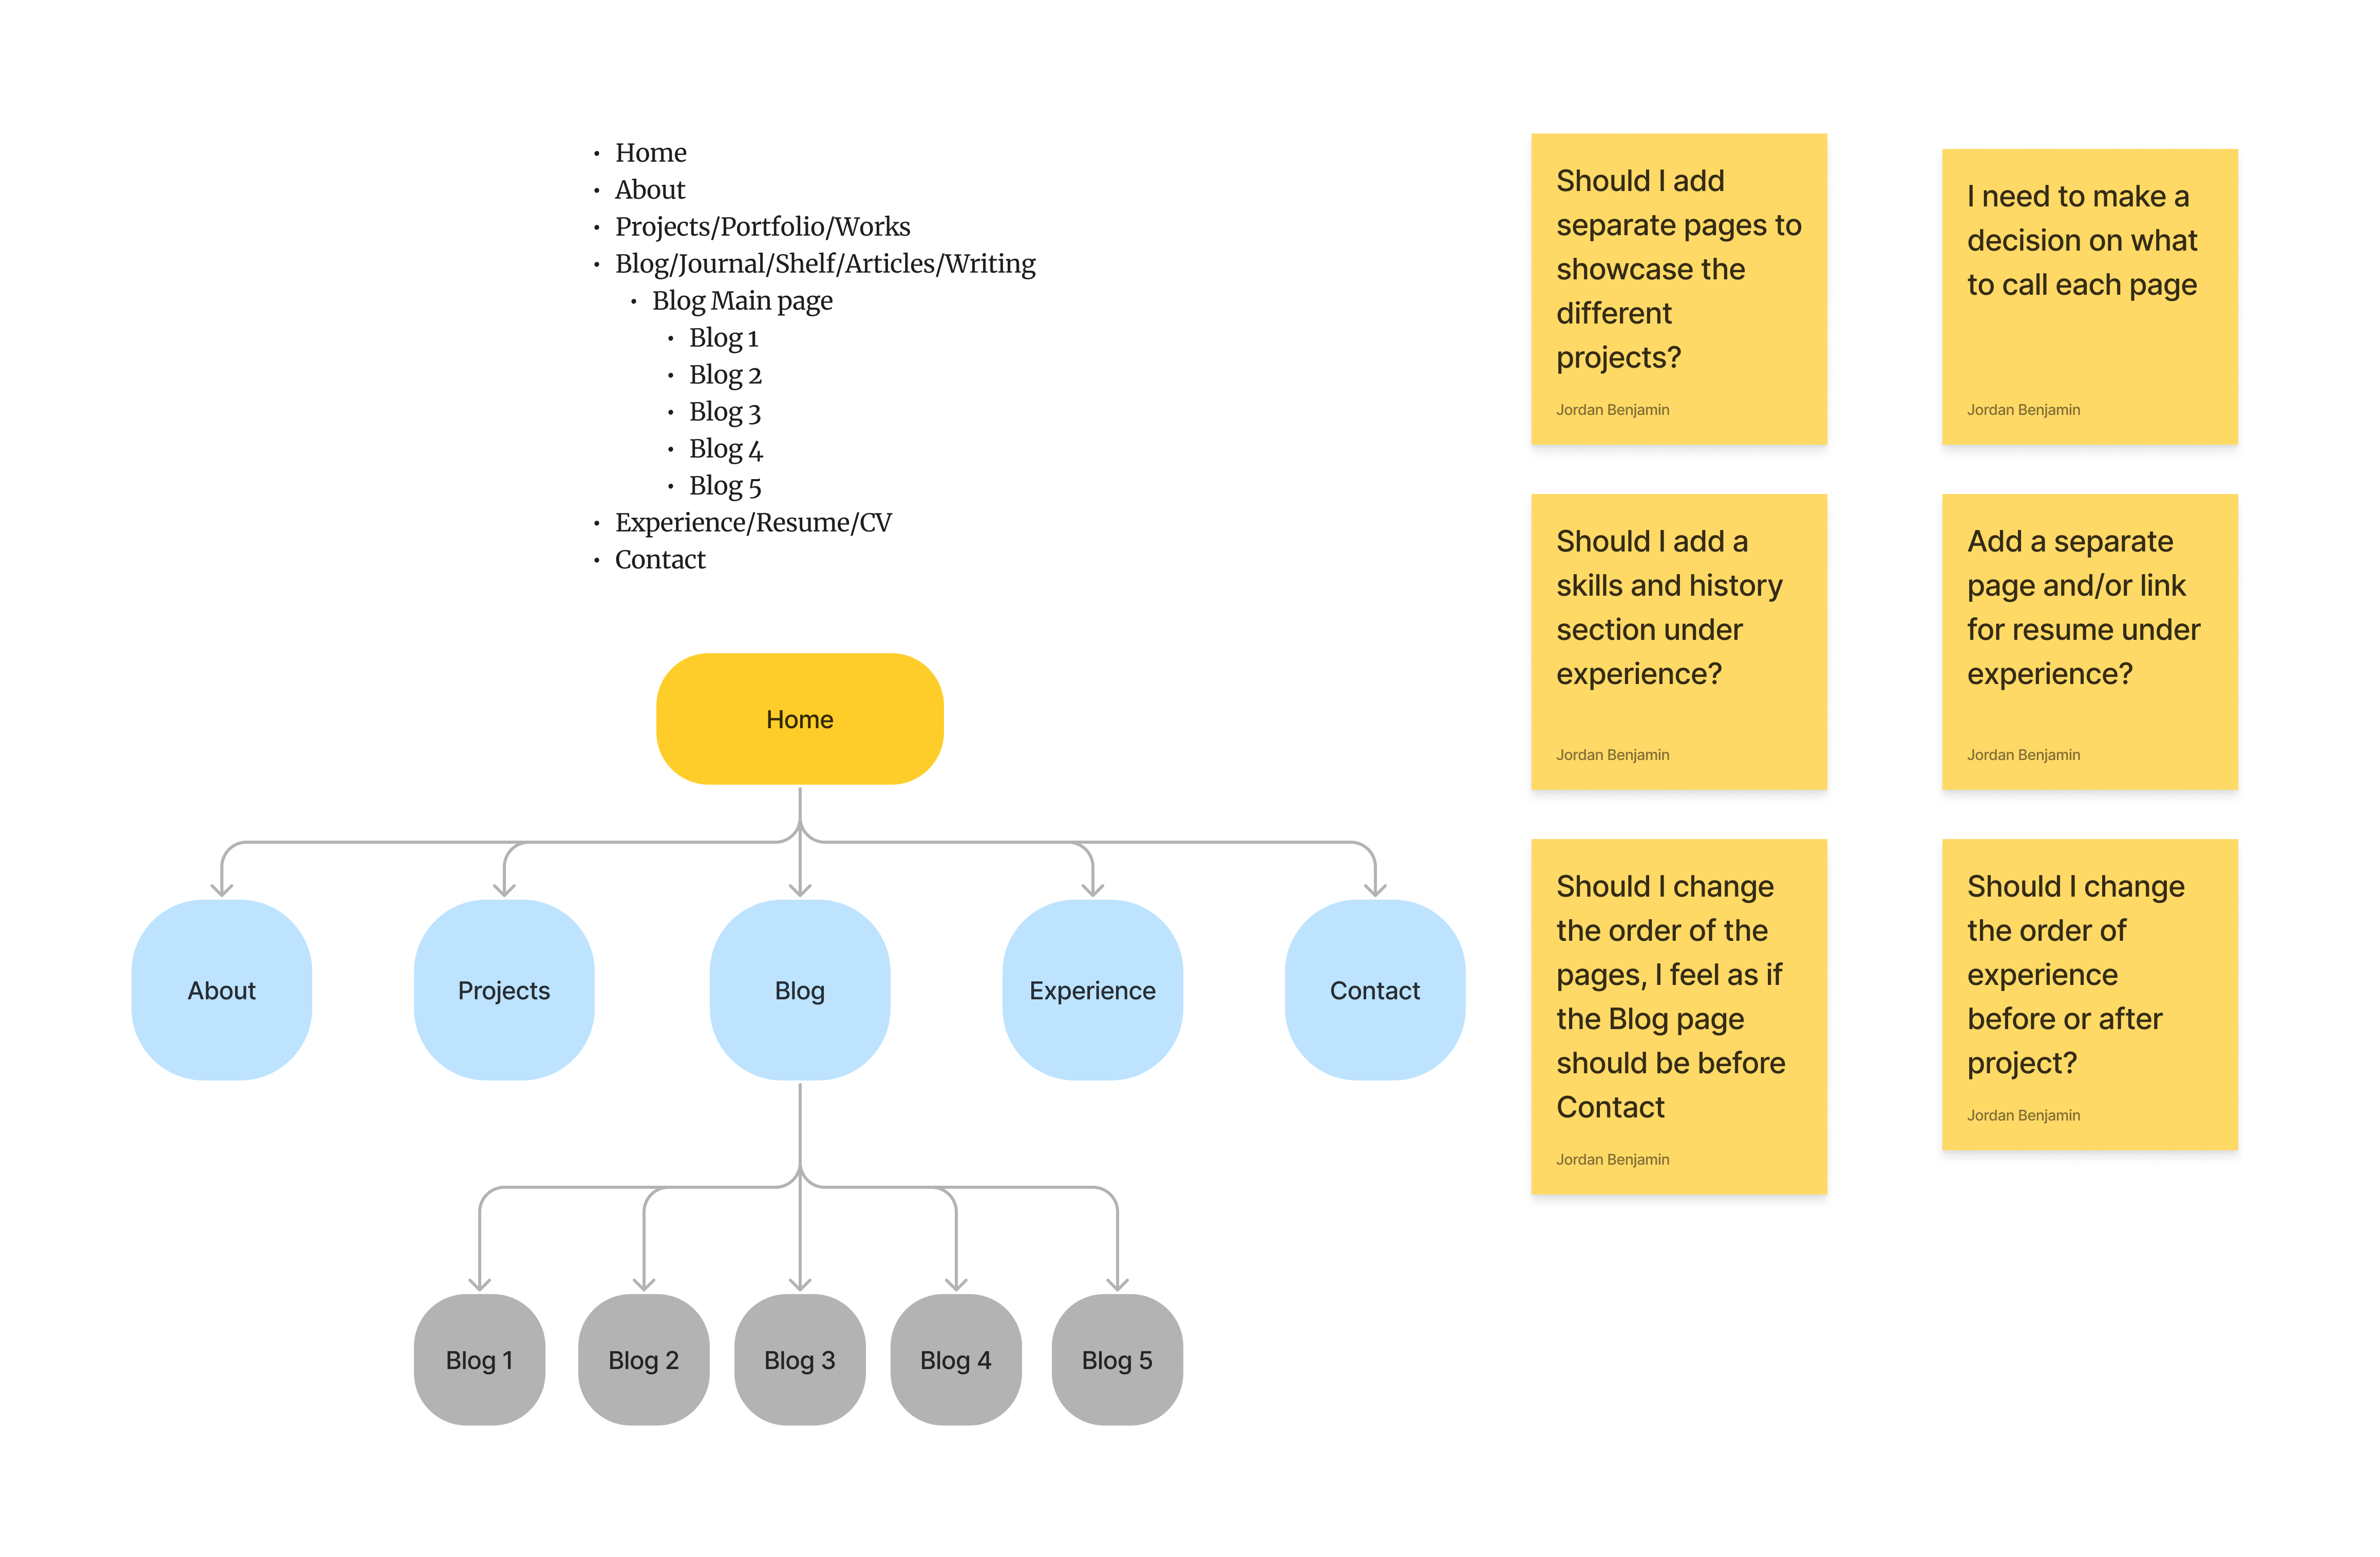 Home
About
Projects/Portfolio/Works
Blog/Journal/Shelf/Articles/Writing
Blog Main page
Blog 1
Blog 2
Blog 3
Blog 4
Blog 5
Experience/Resume/CV
Contact
Home
About
Projects
Blog
Experience
Contact
Blog 1
Blog 2
Blog 3
Blog 4
Blog 5
Should I add
separate pages to
showcase the
different
projects?
Jordan Benjamin
I need to make a
decision on what
to call each page
Jordan Benjamin
Should I add a
skills and history
section under
experience?
Jordan Benjamin
Add a separate
page and/or link
for resume under
experience?
Jordan Benjamin
Should I change
the order of the
pages, I feel as if
the Blog page
should be before
Contact
Jordan Benjamin
Should I change
the order of
experience
before or after
project?
Jordan Benjamin